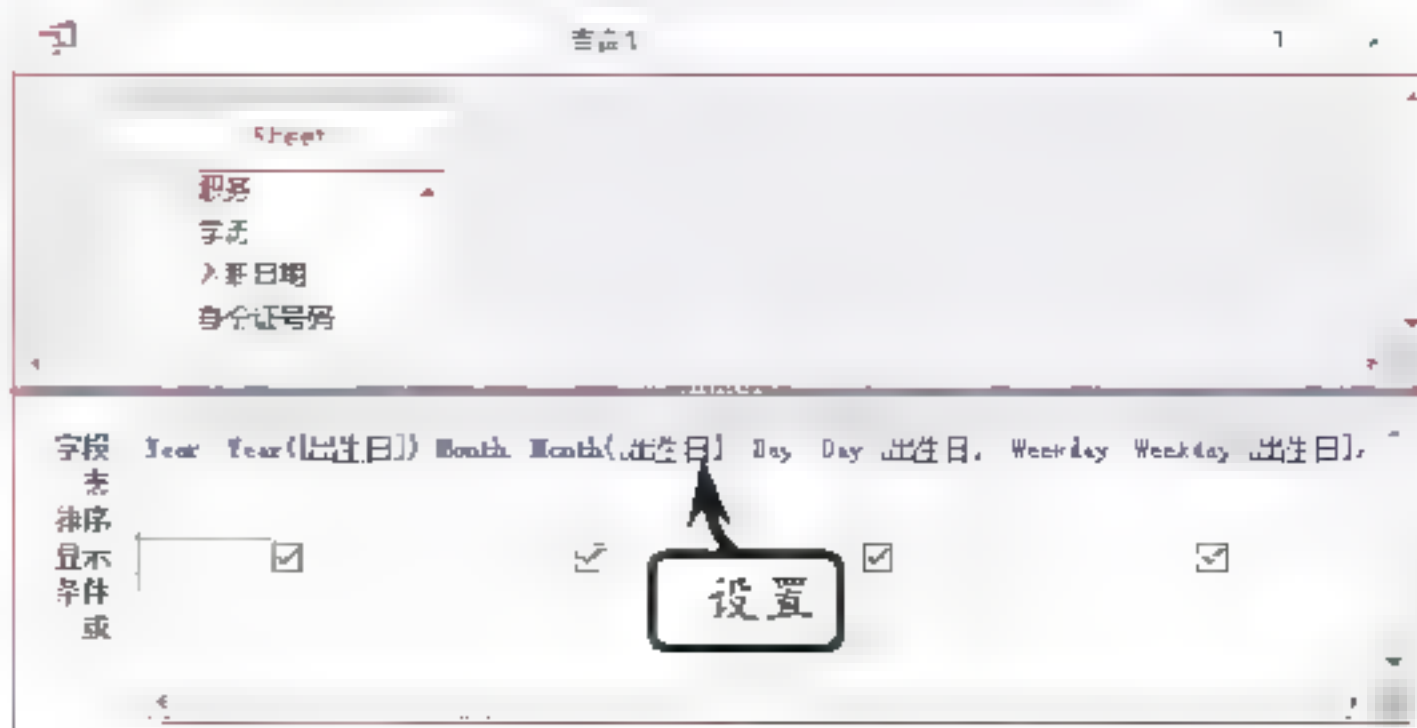 查询1
Sheet
职务
学历
入职日期
身份证号码
字段 Year Year([出生日]) Month Month([出生日] Day Day [出生日], Weekday Weekday [出生日],
表
排序
显示
条件
或
设置